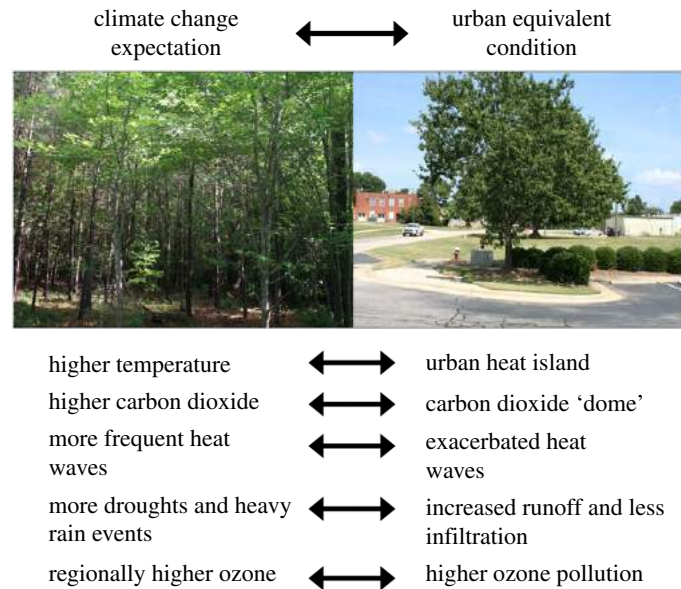 climate change
expectation
urban equivalent
condition
higher temperature
urban heat island
higher carbon dioxide
carbon dioxide ‘dome’
more frequent heat
waves
exacerbated heat
waves
more droughts and heavy
rain events
increased runoff and less
infiltration
regionally higher ozone
higher ozone pollution